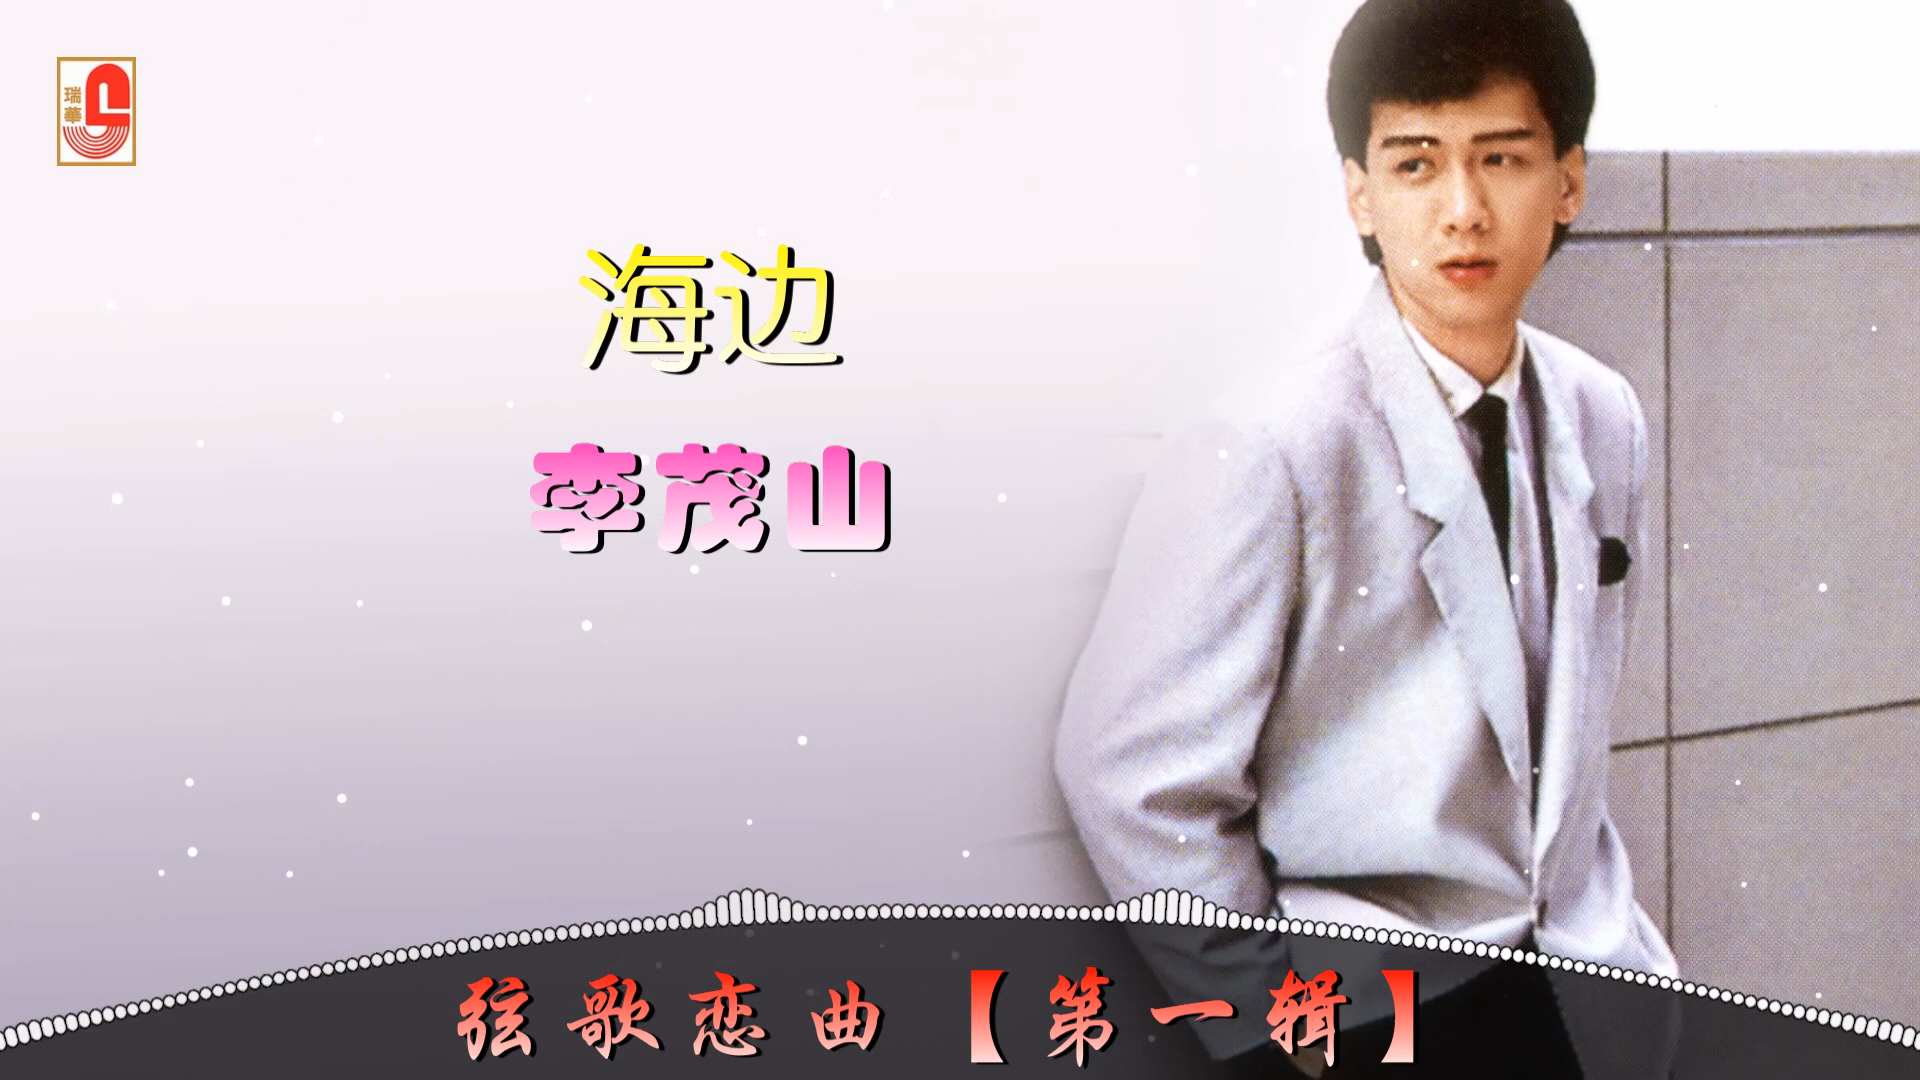 瑞
華
海边
李茂山
弦歌恋曲【第一辑】